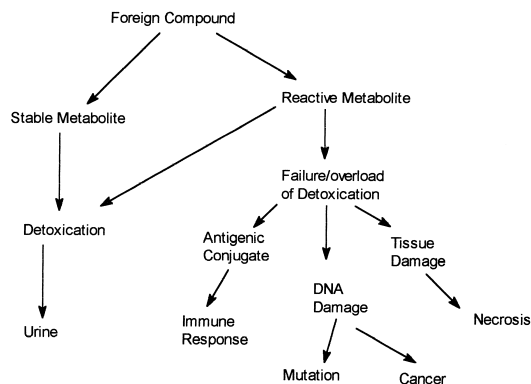 Foreign Compound
Stable Metabolite
Reactive Metabolite
Failure/overload
of Detoxication
Detoxication
Antigenic
Conjugate
Tissue
Damage
DNA
Damage
Urine
Immune
Response
Necrosis
Mutation
Cancer